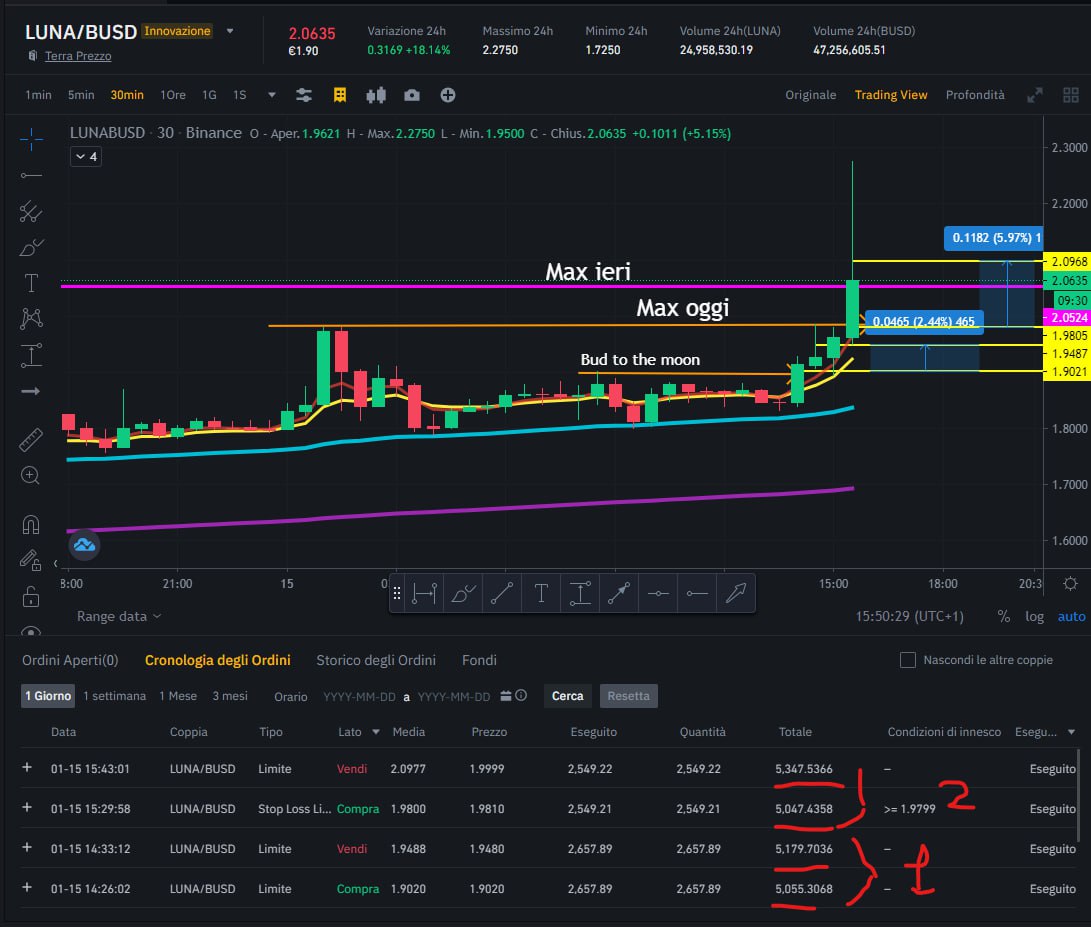 LUNA/BUSD Innovazione
Terra Prezzo
2.0635
€1.90
Variazione 24h
0.3169 +18.14%
Massimo 24h
2.2750
Minimo 24h
1.7250
Volume 24h(LUNA)
24,958,530.19
Volume 24h(BUSD)
47,256,605.51
1min 5min 30min 1Ore 1G 1S
Originale Trading View Profondità
LUNABUSD · 30 · Binance O - Aper.1.9621 H - Max.2.2750 L - Min.1.9500 C - Chius.2.0635 +0.1011 (+5.15%)
4
2.3000
2.2000
0.1182 (5.97%) 1
2.0968
Max ieri
2.0635
09:30
Max oggi
2.0524
0.0465 (2.44%) 465
1.9805
1.9487
Bud to the moon
1.9021
1.8000
1.7000
1.6000
8:00 21:00 15 0 15:00 18:00 20:3
Range data 15:50:29 (UTC+1) % log auto
Ordini Aperti(0) Cronologia degli Ordini Storico degli Ordini Fondi Nascondi le altre coppie
1 Giorno 1 settimana 1 Mese 3 mesi Orario YYYY-MM-DD a YYYY-MM-DD Cerca Resetta
Data Coppia Tipo Lato Media Prezzo Eseguito Quantità Totale Condizioni di innesco Esegu...
+ 01-15 15:43:01 LUNA/BUSD Limite Vendi 2.0977 1.9999 2,549.22 2,549.22 5,347.5366 – Eseguito
+ 01-15 15:29:58 LUNA/BUSD Stop Loss Li... Compra 1.9800 1.9810 2,549.21 2,549.21 5,047.4358 >= 1.9799 Eseguito
2
+ 01-15 14:33:12 LUNA/BUSD Limite Vendi 1.9488 1.9480 2,657.89 2,657.89 5,179.7036 – Eseguito
+ 01-15 14:26:02 LUNA/BUSD Limite Compra 1.9020 1.9020 2,657.89 2,657.89 5,055.3068 – Eseguito
1